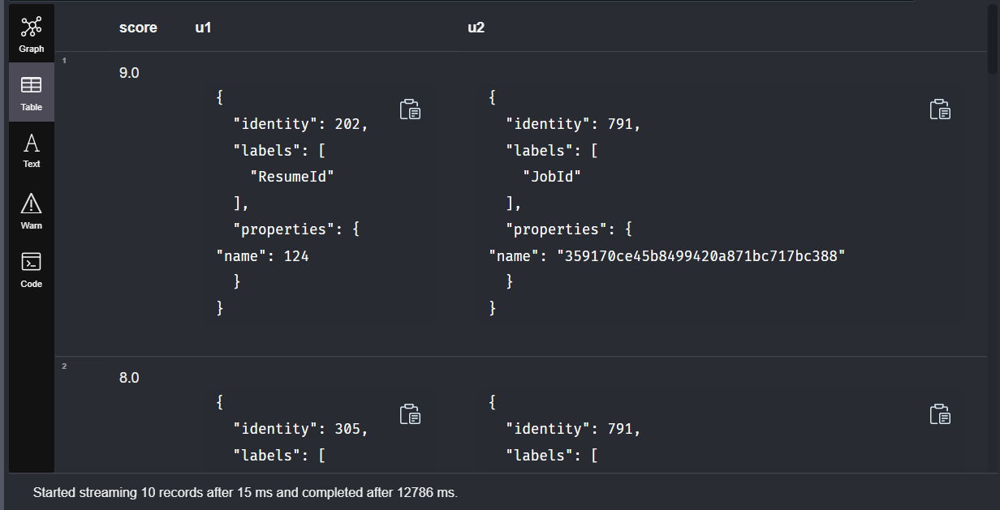 Graph
Table
Text
Warn
Code
score u1 u2
1
9.0
{
"identity": 202,
"labels": [
"ResumeId"
],
"properties": {
"name": 124
}
}
{
"identity": 791,
"labels": [
"JobId"
],
"properties": {
"name": "359170ce45b8499420a871bc717bc388"
}
}
2
8.0
{
"identity": 305,
"labels": [
{
"identity": 791,
"labels": [
Started streaming 10 records after 15 ms and completed after 12786 ms.